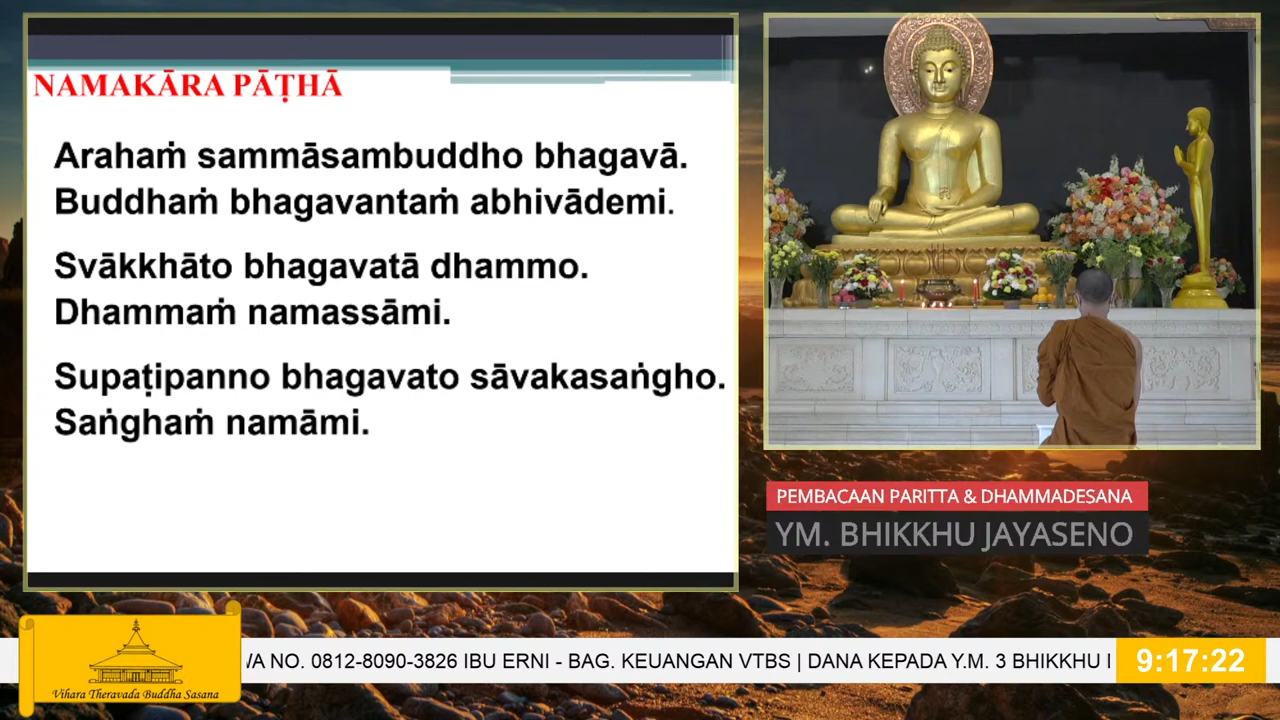 NAMAKĀRA PĀṬHĀ
Arahaṁ sammāsambuddho bhagavā.
Buddhaṁ bhagavantaṁ abhivādemi.
Svākkhāto bhagavatā dhammo.
Dhammaṁ namassāmi.
Supaṭipanno bhagavato sāvakasaṅgho.
Saṅghaṁ namāmi.
PEMBACAAN PARITTA & DHAMMADESANA
YM. BHIKKHU JAYASENO
Vihara Theravada Buddha Sasana
NO. 0812-8090-3826 IBU ERNI - BAG. KEUANGAN VTBS | DANA KEPADA Y.M. 3 BHIKKHU
9:17:22